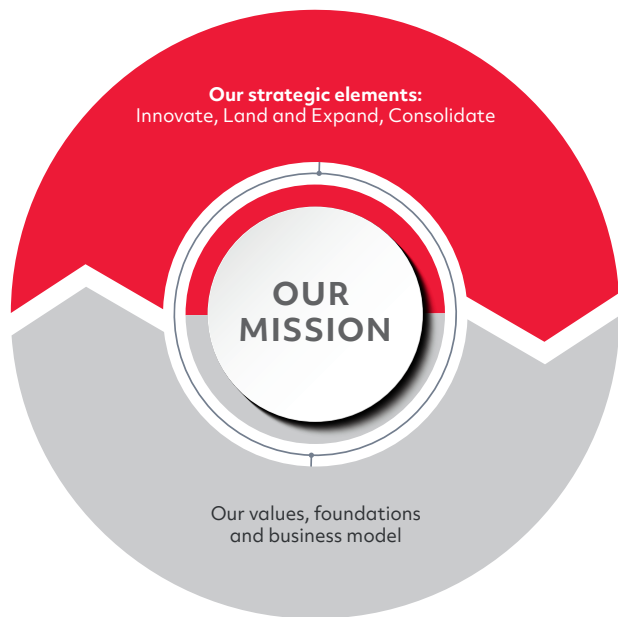 Our strategic elements:
Innovate, Land and Expand, Consolidate
OUR
MISSION
Our values, foundations
and business model